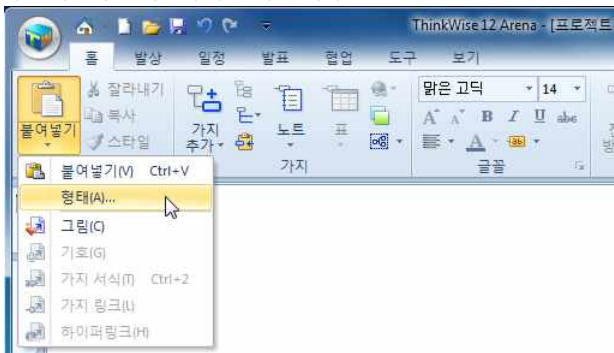 ThinkWise 12 Arena - [프로젝트
홈 발상 일정 발표 협업 도구 보기
붙여넣기
잘라내기
복사
스타일
가지
추가
노트
표
가지
맑은 고딕 14
A A B I U abc
A ab
글꼴
붙여넣기(V) Ctrl+V
형태(A)...
그림(C)
기호(G)
가지 서식(T) Ctrl+2
가지 링크(L)
하이퍼링크(H)